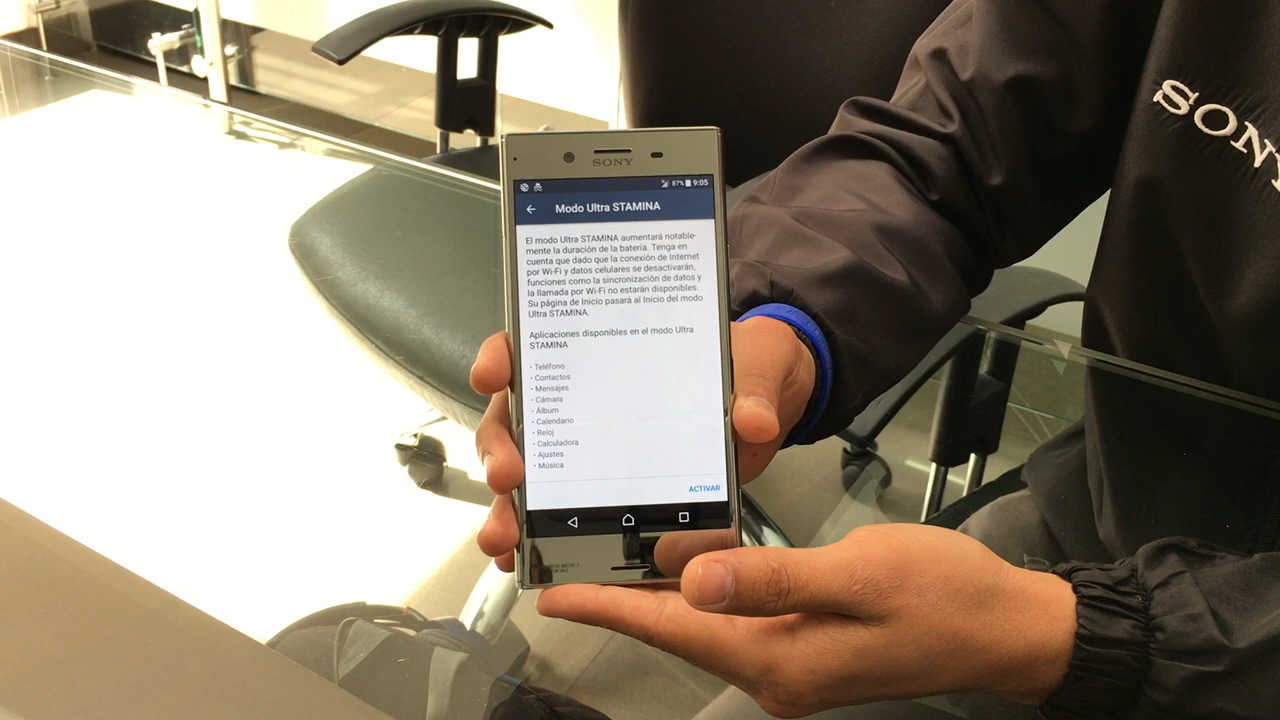 SONY
87% 9:05
Modo Ultra STAMINA
El modo Ultra STAMINA aumentará notable-
mente la duración de la batería. Tenga en
cuenta que dado que la conexión de Internet
por Wi-Fi y datos celulares se desactivarán,
funciones como la sincronización de datos y
la llamada por Wi-Fi no estarán disponibles.
Su página de Inicio pasará al Inicio del modo
Ultra STAMINA.
Aplicaciones disponibles en el modo Ultra
STAMINA
• Teléfono
• Contactos
• Mensajes
• Cámara
• Álbum
• Calendario
• Reloj
• Calculadora
• Ajustes
• Música
ACTIVAR
SONY